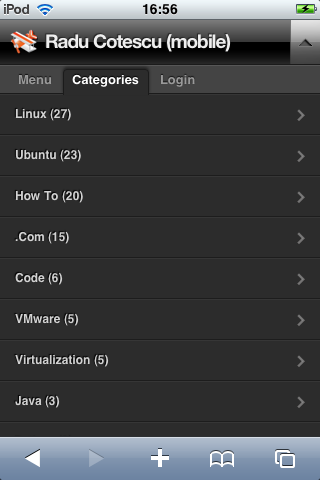 iPod 16:56
Radu Cotescu (mobile)
Menu Categories Login
Linux (27)
Ubuntu (23)
How To (20)
.Com (15)
Code (6)
VMware (5)
Virtualization (5)
Java (3)